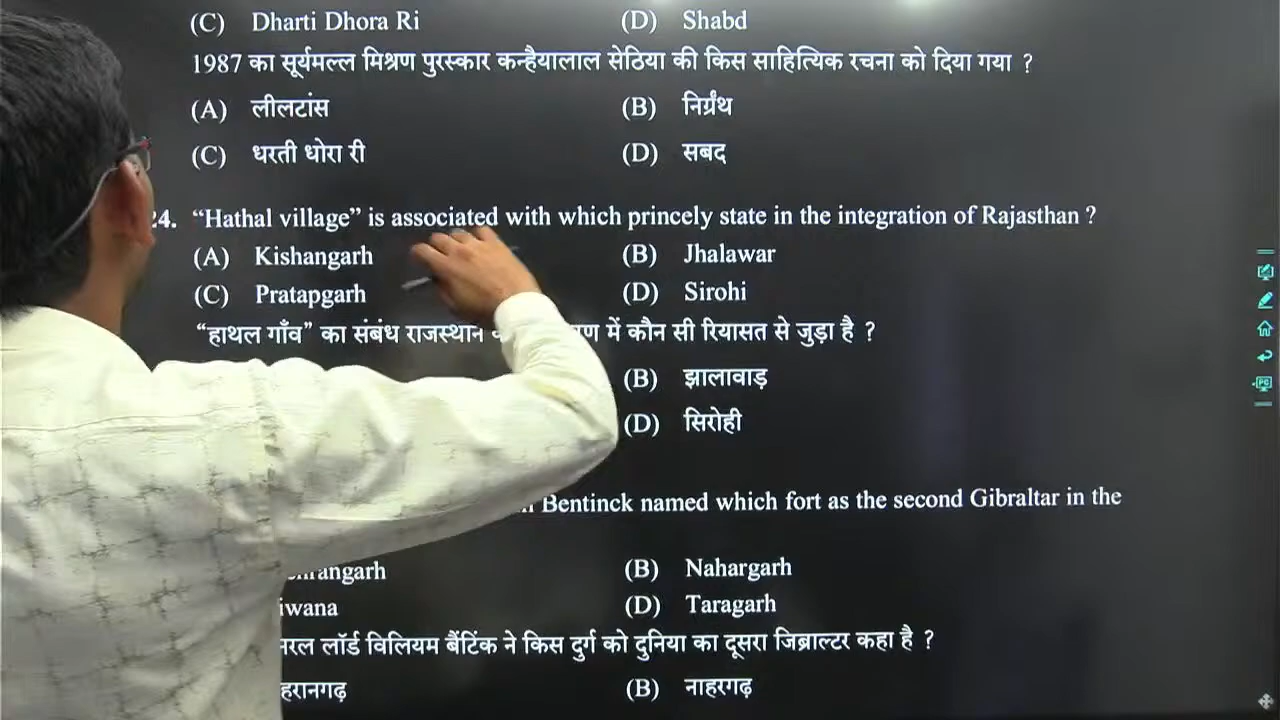 (C) Dharti Dhora Ri (D) Shabd
1987 का सूर्यमल्ल मिश्रण पुरस्कार कन्हैयालाल सेठिया की किस साहित्यिक रचना को दिया गया ?
(A) लीलटांस (B) निर्ग्रंथ
(C) धरती धोरा री (D) सबद
24. “Hathal village” is associated with which princely state in the integration of Rajasthan ?
(A) Kishangarh (B) Jhalawar
(C) Pratapgarh (D) Sirohi
“हाथल गाँव” का संबंध राजस्थान में कौन सी रियासत से जुड़ा है ?
(B) झालावाड़
(D) सिरोही
Bentinck named which fort as the second Gibraltar in the
(B) Nahargarh
(D) Taragarh
लॉर्ड विलियम बैंटिंक ने किस दुर्ग को दुनिया का दूसरा जिब्राल्टर कहा है ?
(B) नाहरगढ़